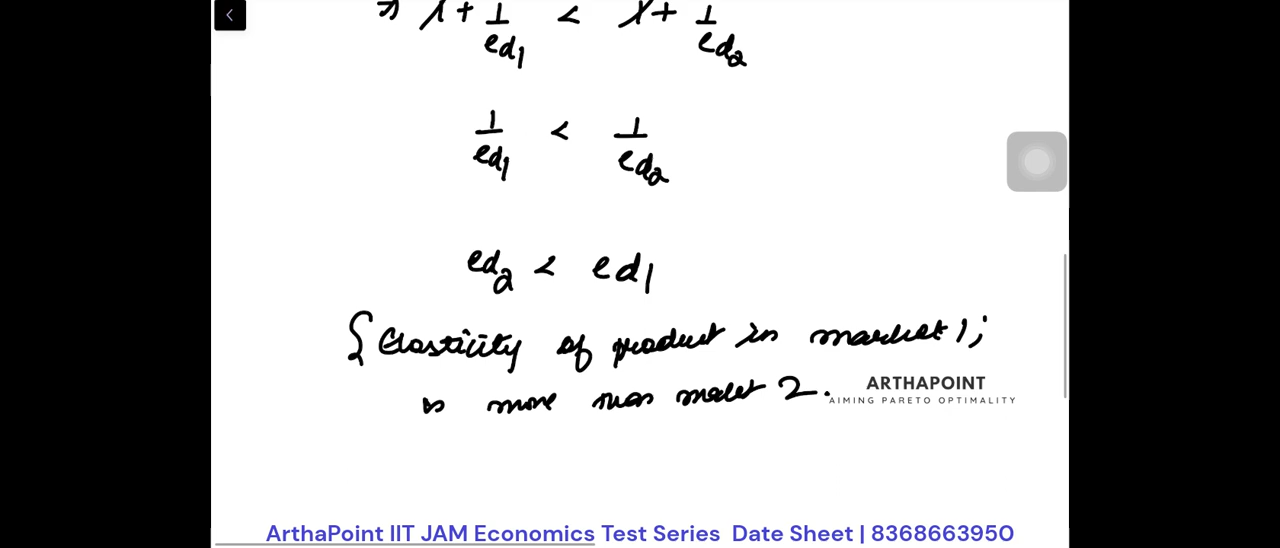 ⇒ 1 + 1/ed1 < 1 + 1/ed2
1/ed1 < 1/ed2
ed2 < ed1
{ Elasticity of product in market 1;
is more than market 2.
ARTHAPOINT
AIMING PARETO OPTIMALITY
ArthaPoint IIT JAM Economics Test Series Date Sheet | 8368663950